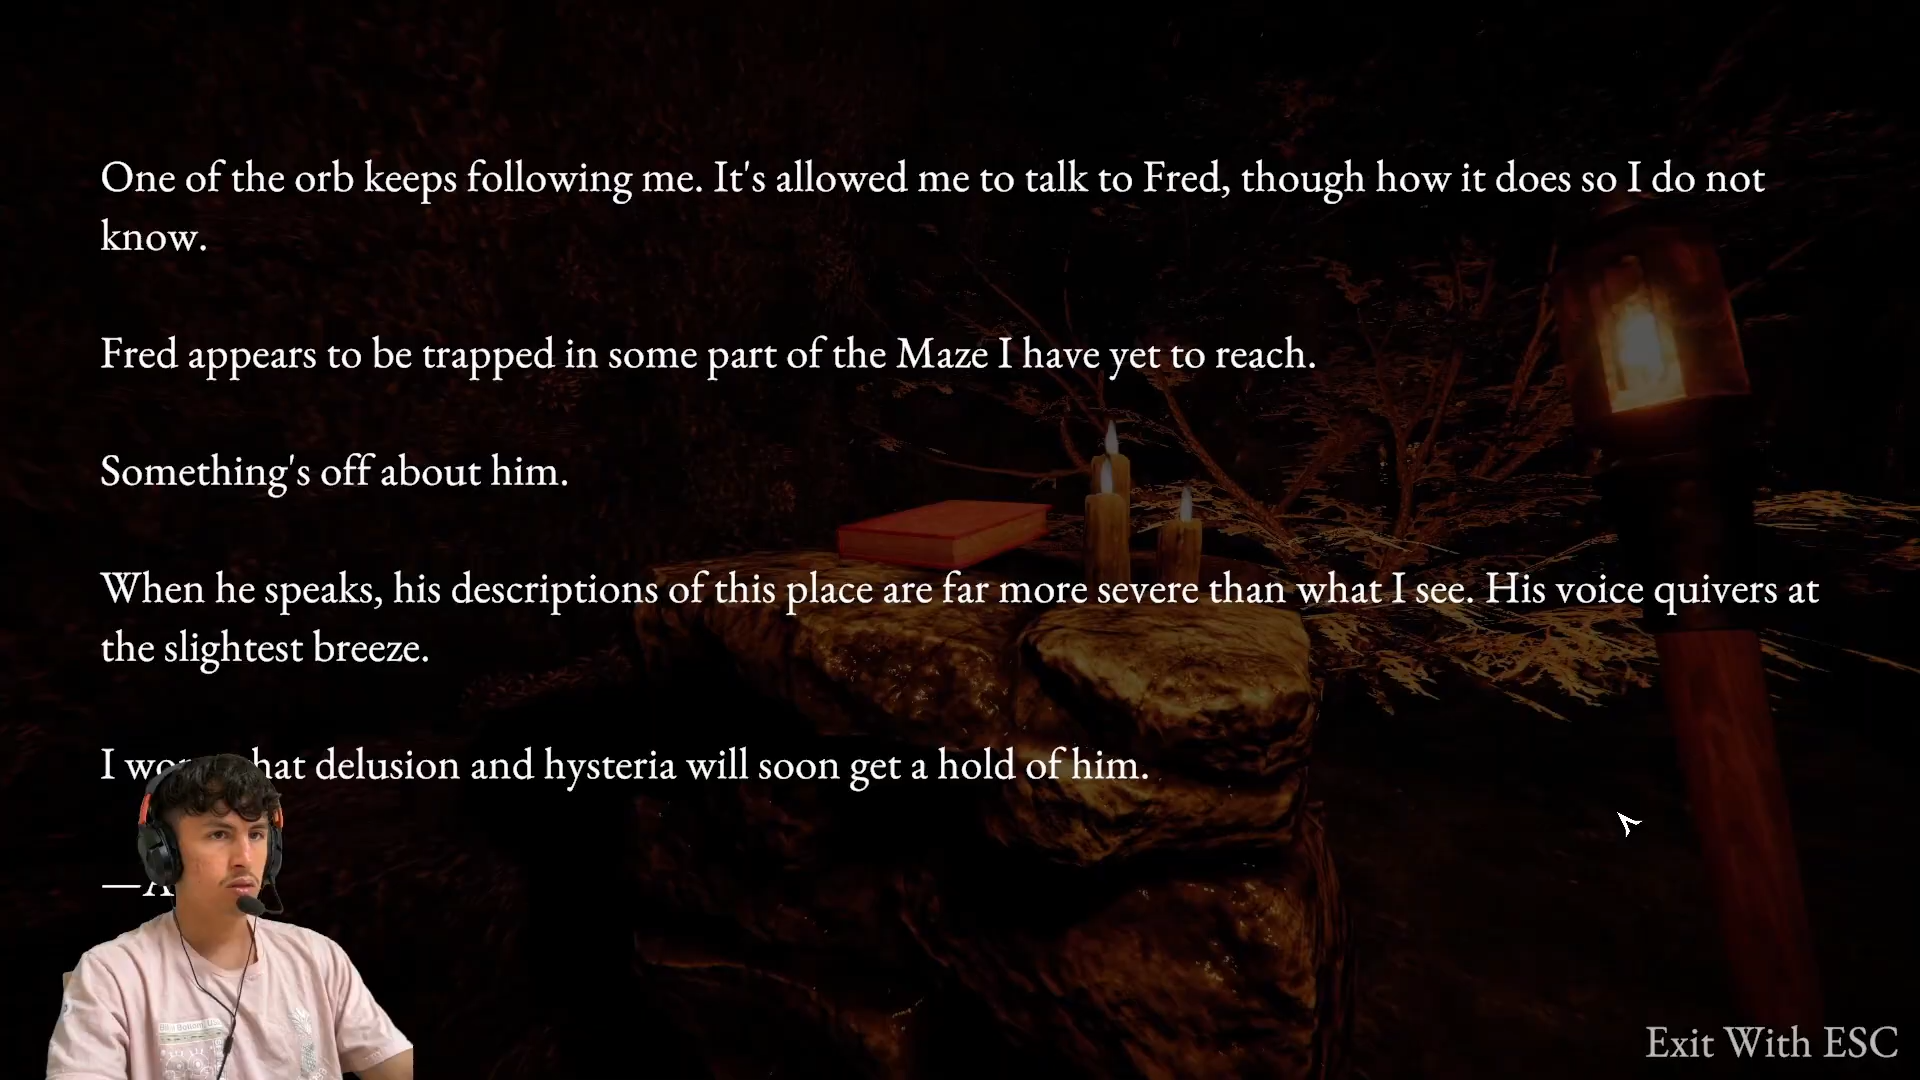 One of the orb keeps following me. It's allowed me to talk to Fred, though how it does so I do not
know.
Fred appears to be trapped in some part of the Maze I have yet to reach.
Something's off about him.
When he speaks, his descriptions of this place are far more severe than what I see. His voice quivers at
the slightest breeze.
I delusion and hysteria will soon get a hold of him.
Exit With ESC